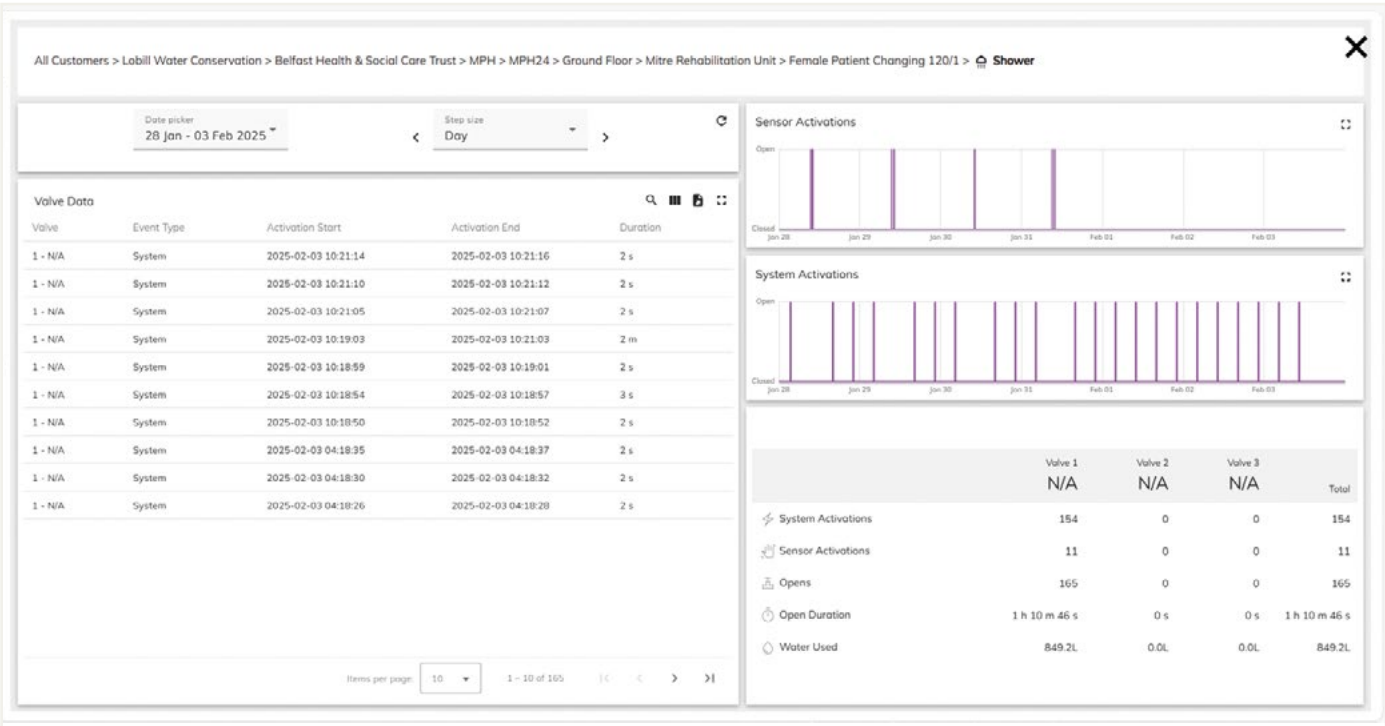 All Customers > Lobill Water Conservation > Belfast Health & Social Care Trust > MPH > MPH24 > Ground Floor > Mitre Rehabilitation Unit > Female Patient Changing 120/1 > Shower
Date picker
28 Jan - 03 Feb 2025
Step size
Day
Valve Data
Valve Event Type Activation Start Activation End Duration
1 - N/A System 2025-02-03 10:21:14 2025-02-03 10:21:16 2 s
1 - N/A System 2025-02-03 10:21:10 2025-02-03 10:21:12 2 s
1 - N/A System 2025-02-03 10:21:05 2025-02-03 10:21:07 2 s
1 - N/A System 2025-02-03 10:19:03 2025-02-03 10:21:03 2 m
1 - N/A System 2025-02-03 10:18:59 2025-02-03 10:19:01 2 s
1 - N/A System 2025-02-03 10:18:54 2025-02-03 10:18:57 3 s
1 - N/A System 2025-02-03 10:18:50 2025-02-03 10:18:52 2 s
1 - N/A System 2025-02-03 04:18:35 2025-02-03 04:18:37 2 s
1 - N/A System 2025-02-03 04:18:30 2025-02-03 04:18:32 2 s
1 - N/A System 2025-02-03 04:18:26 2025-02-03 04:18:28 2 s
Items per page: 10 1 – 10 of 165
Sensor Activations
Open
Closed
Jan 28 Jan 29 Jan 30 Jan 31 Feb 01 Feb 02 Feb 03
System Activations
Open
Closed
Jan 28 Jan 29 Jan 30 Jan 31 Feb 01 Feb 02 Feb 03
Valve 1 Valve 2 Valve 3
N/A N/A N/A Total
System Activations 154 0 0 154
Sensor Activations 11 0 0 11
Opens 165 0 0 165
Open Duration 1 h 10 m 46 s 0 s 0 s 1 h 10 m 46 s
Water Used 849.2L 0.0L 0.0L 849.2L